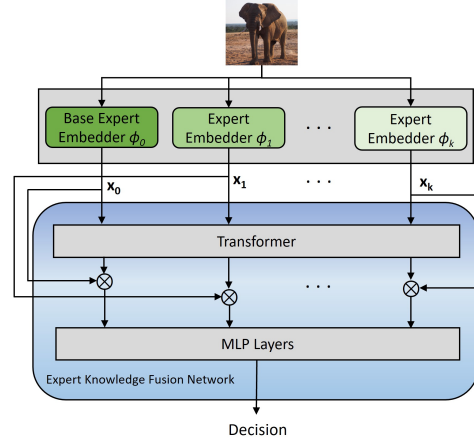 Base Expert
Embedder ϕ0
Expert
Embedder ϕ1
. . .
Expert
Embedder ϕk
x0
x1
. . .
xk
Transformer
. . .
MLP Layers
Expert Knowledge Fusion Network
Decision